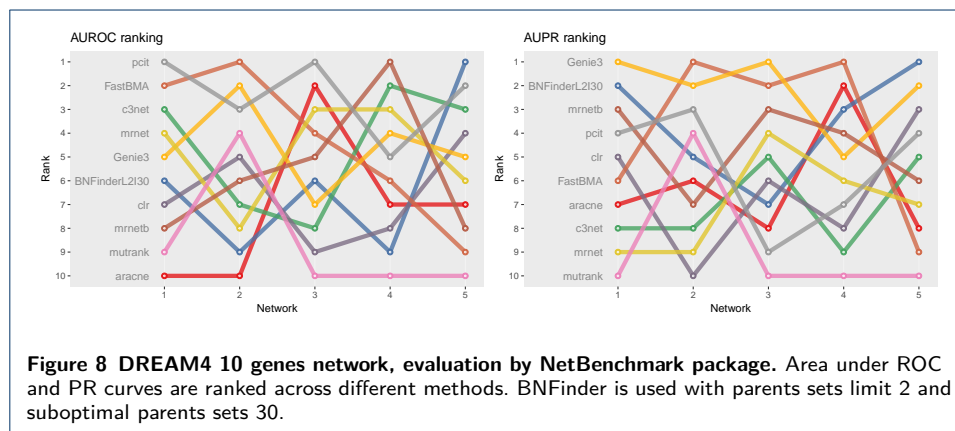 AUROC ranking
1
2
3
4
5
6
7
8
9
10
Rank
pcit
FastBMA
c3net
mrnet
Genie3
BNFinderL2I30
clr
mrnetb
mutrank
aracne
1 2 3 4 5
Network
AUPR ranking
1
2
3
4
5
6
7
8
9
10
Rank
Genie3
BNFinderL2I30
mrnetb
pcit
clr
FastBMA
aracne
c3net
mrnet
mutrank
1 2 3 4 5
Network
Figure 8 DREAM4 10 genes network, evaluation by NetBenchmark package. Area under ROC
and PR curves are ranked across different methods. BNFinder is used with parents sets limit 2 and
suboptimal parents sets 30.